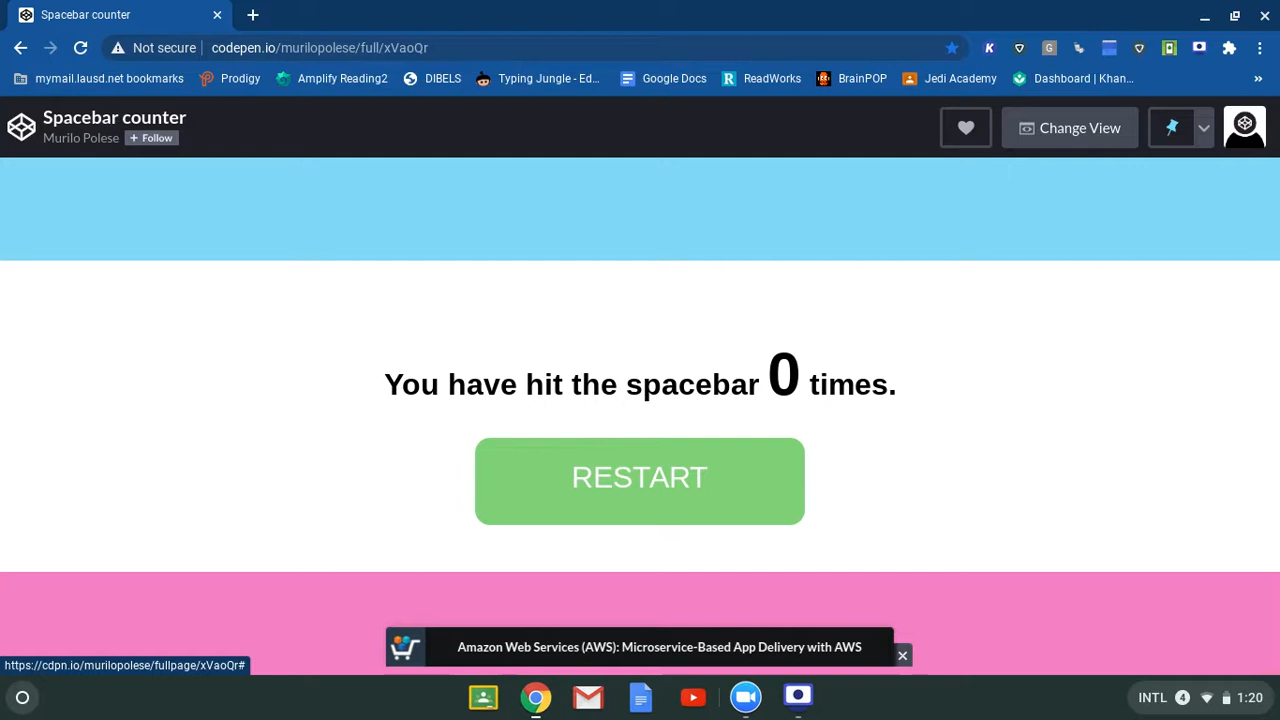 Spacebar counter
Not secure codepen.io/murilopolese/full/xVaoQr
mymail.lausd.net bookmarks Prodigy Amplify Reading2 DIBELS Typing Jungle - Ed... Google Docs ReadWorks BrainPOP Jedi Academy Dashboard | Khan... »
Spacebar counter
Murilo Polese + Follow
Change View
You have hit the spacebar 0 times.
RESTART
Amazon Web Services (AWS): Microservice-Based App Delivery with AWS
https://cdpn.io/murilopolese/fullpage/xVaoQr#
INTL 4 1:20